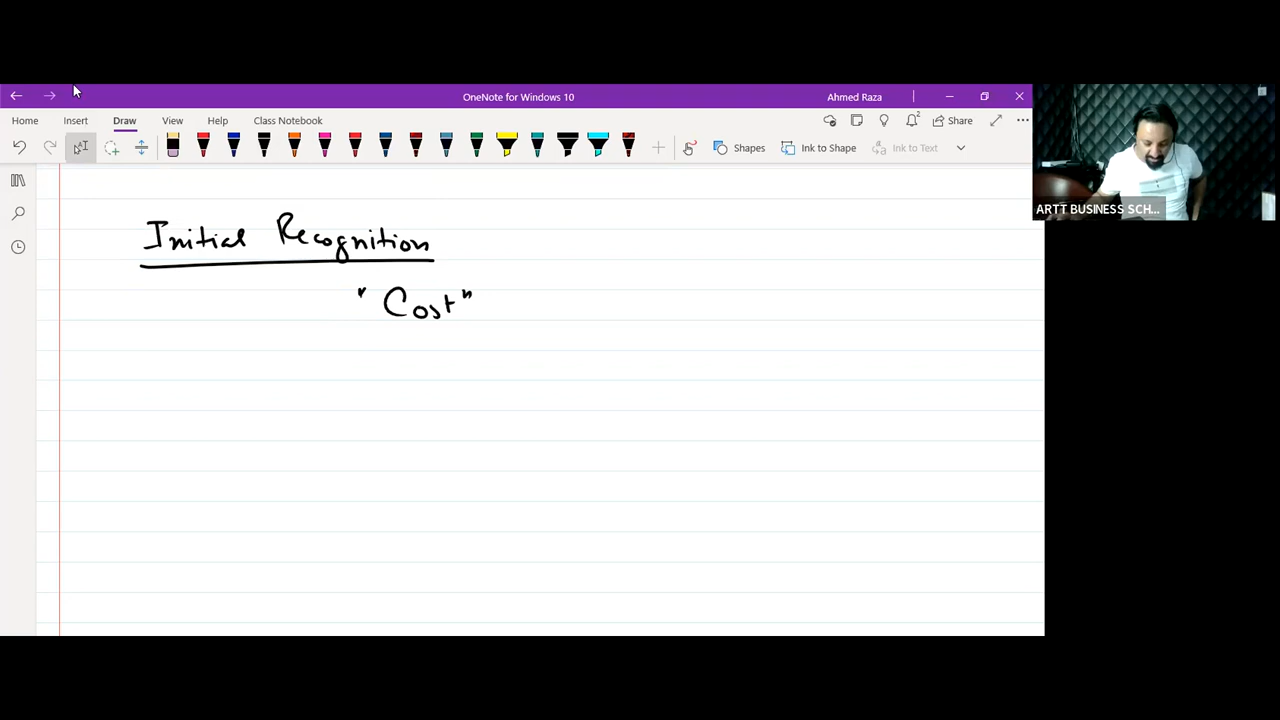 OneNote for Windows 10
Ahmed Raza
Home Insert Draw View Help Class Notebook
Share
Shapes Ink to Shape Ink to Text
ARTT BUSINESS SCH...
Initial Recognition
"Cost"